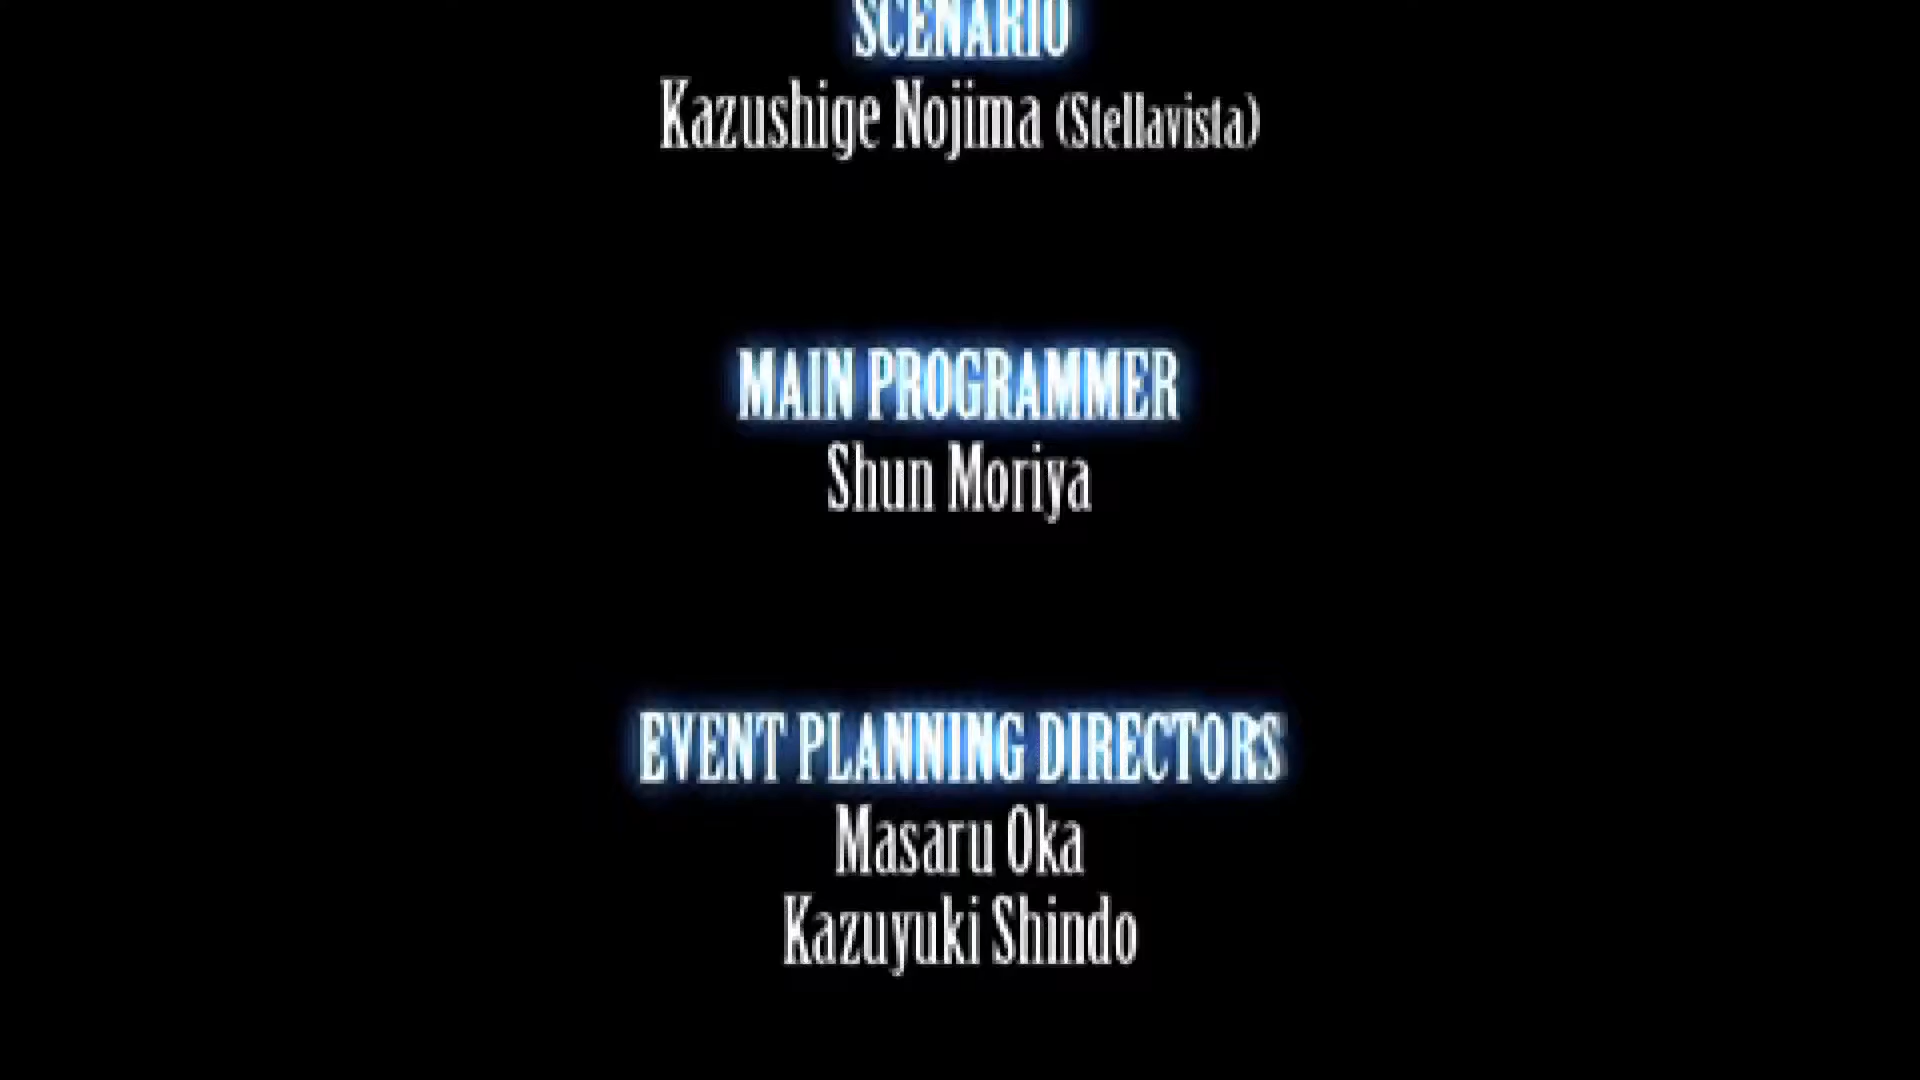 SCENARIO
Kazushige Nojima (Stellavista)
MAIN PROGRAMMER
Shun Moriya
EVENT PLANNING DIRECTORS
Masaru Oka
Kazuyuki Shindo